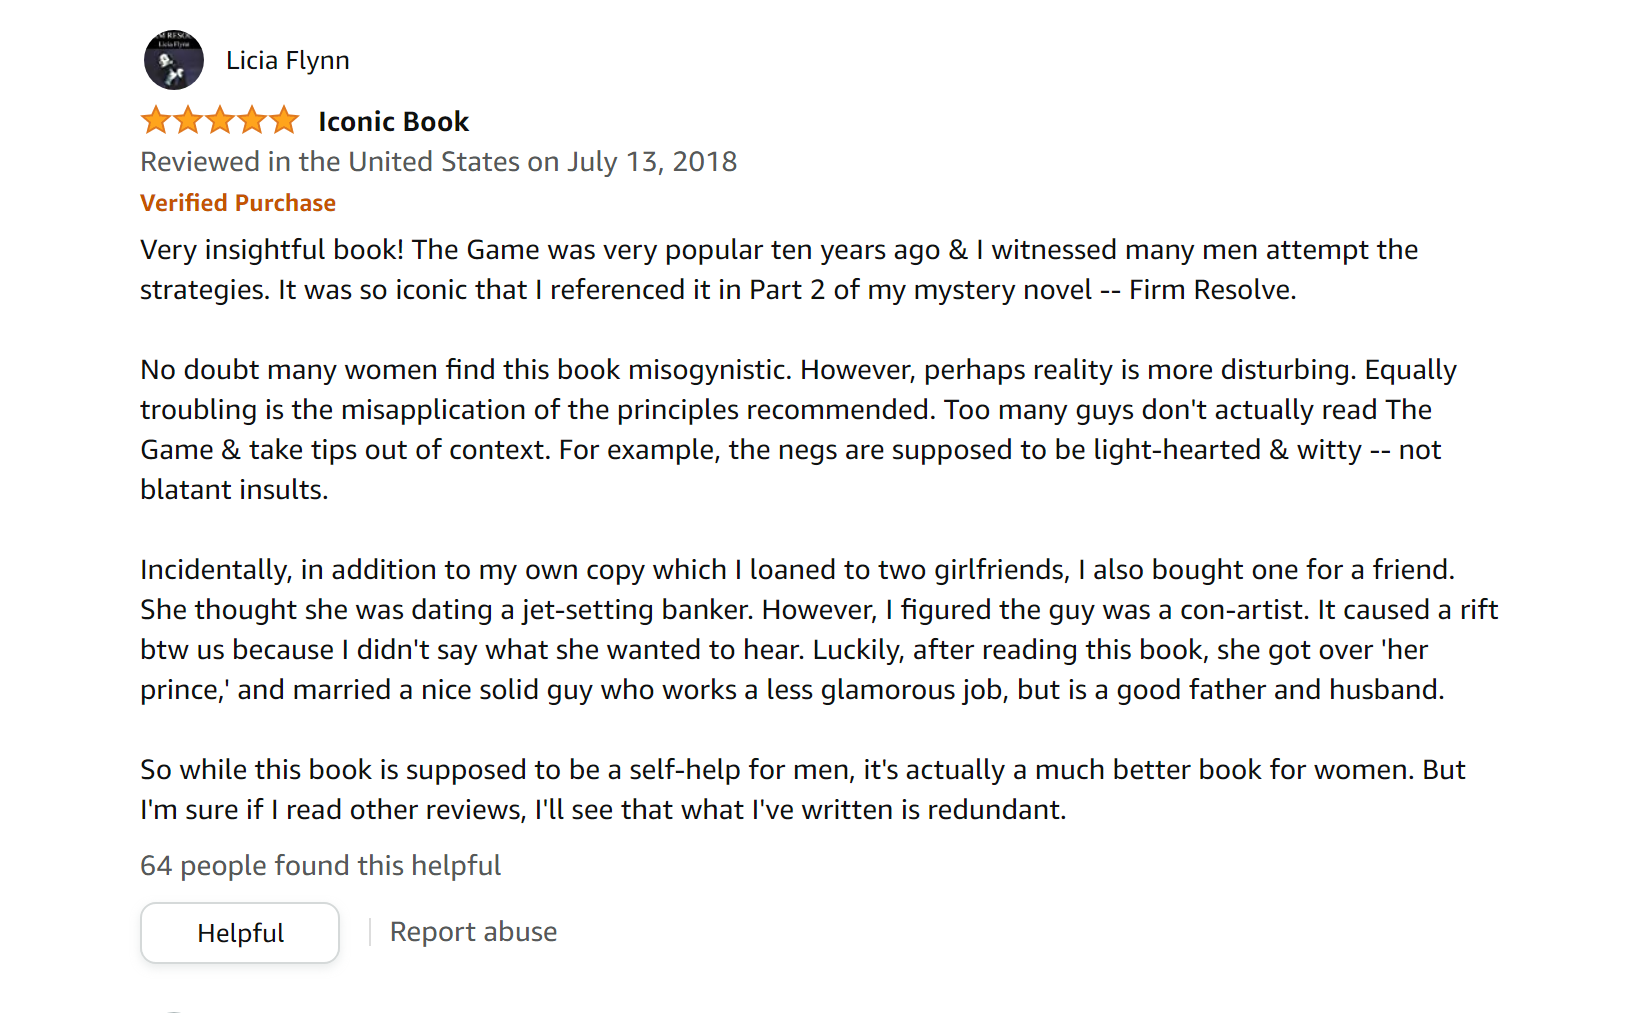 M RESO
Licia Flynn
Licia Flynn
Iconic Book
Reviewed in the United States on July 13, 2018
Verified Purchase
Very insightful book! The Game was very popular ten years ago & I witnessed many men attempt the
strategies. It was so iconic that I referenced it in Part 2 of my mystery novel -- Firm Resolve.
No doubt many women find this book misogynistic. However, perhaps reality is more disturbing. Equally
troubling is the misapplication of the principles recommended. Too many guys don't actually read The
Game & take tips out of context. For example, the negs are supposed to be light-hearted & witty -- not
blatant insults.
Incidentally, in addition to my own copy which I loaned to two girlfriends, I also bought one for a friend.
She thought she was dating a jet-setting banker. However, I figured the guy was a con-artist. It caused a rift
btw us because I didn't say what she wanted to hear. Luckily, after reading this book, she got over 'her
prince,' and married a nice solid guy who works a less glamorous job, but is a good father and husband.
So while this book is supposed to be a self-help for men, it's actually a much better book for women. But
I'm sure if I read other reviews, I'll see that what I've written is redundant.
64 people found this helpful
Helpful
Report abuse